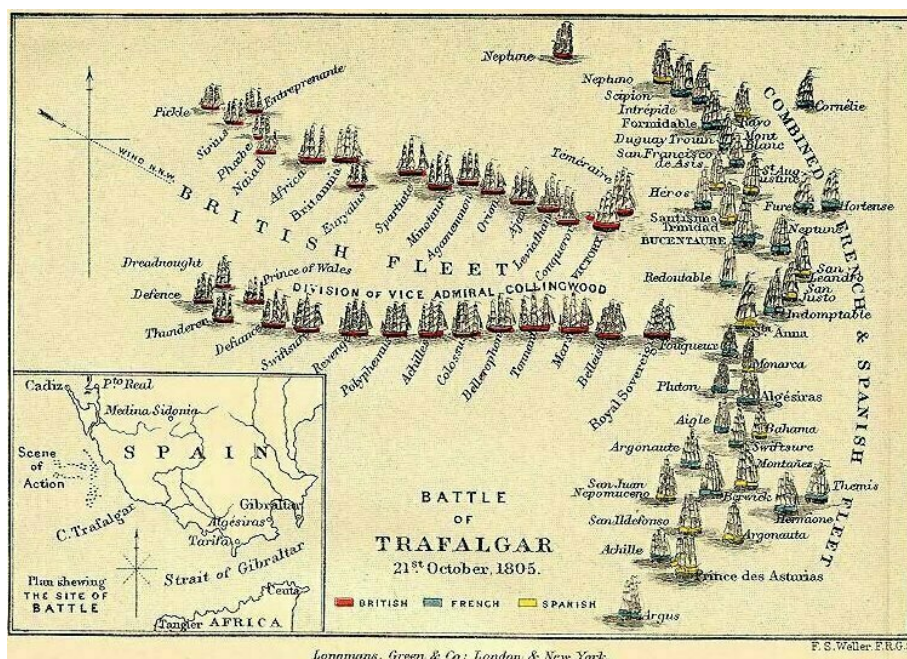 Neptune
Neptuno
Scipion
Intrépide
Formidable
Duguay Trouin
San Francisco
de Asis
Héros
Santisima
Trinidad
BUCENTAURE
Redoutable
Rayo
Mont
Blanc
St. Aug
ustine
Cornélie
Fure
Hortense
Neptune
San
Leandro
San
Justo
Indomptable
Sta. Anna
Fougueux
Monarca
Pluton
Algésiras
Aigle
Bahama
Argonaute
Swiftsure
Montañez
San Juan
Nepomuceno
Berwick
Themis
Hermione
San Ildefonso
Argonauta
Achille
Prince des Asturias
Argus
COMBINED FRENCH & SPANISH FLEET
Pickle
Entreprenante
Sirius
Phœbe
Naiad
WIND N.N.W.
BRITISH FLEET
Africa
Britannia
Euryalus
Spartiate
Minotaur
Agamemnon
Orion
Ajax
Leviathan
Conqueror
VICTORY
Téméraire
DIVISION OF VICE ADMIRAL COLLINGWOOD
Dreadnought
Prince of Wales
Defence
Thunderer
Defiance
Swiftsure
Revenge
Polyphemus
Achille
Colossus
Bellerophon
Tonnant
Mars
Belleisle
Royal Sovereign
Cadiz
Pto Real
Medina Sidonia
SPAIN
Scene
of
Action
C. Trafalgar
Gibraltar
Algésiras
Tarifa
Strait of Gibraltar
Ceuta
Tangier
AFRICA
Plan shewing
THE SITE OF
BATTLE
BATTLE
OF
TRAFALGAR
21st October, 1805.
BRITISH FRENCH SPANISH
F. S. Weller, F.R.G.S.
Longmans, Green & Co; London & New York